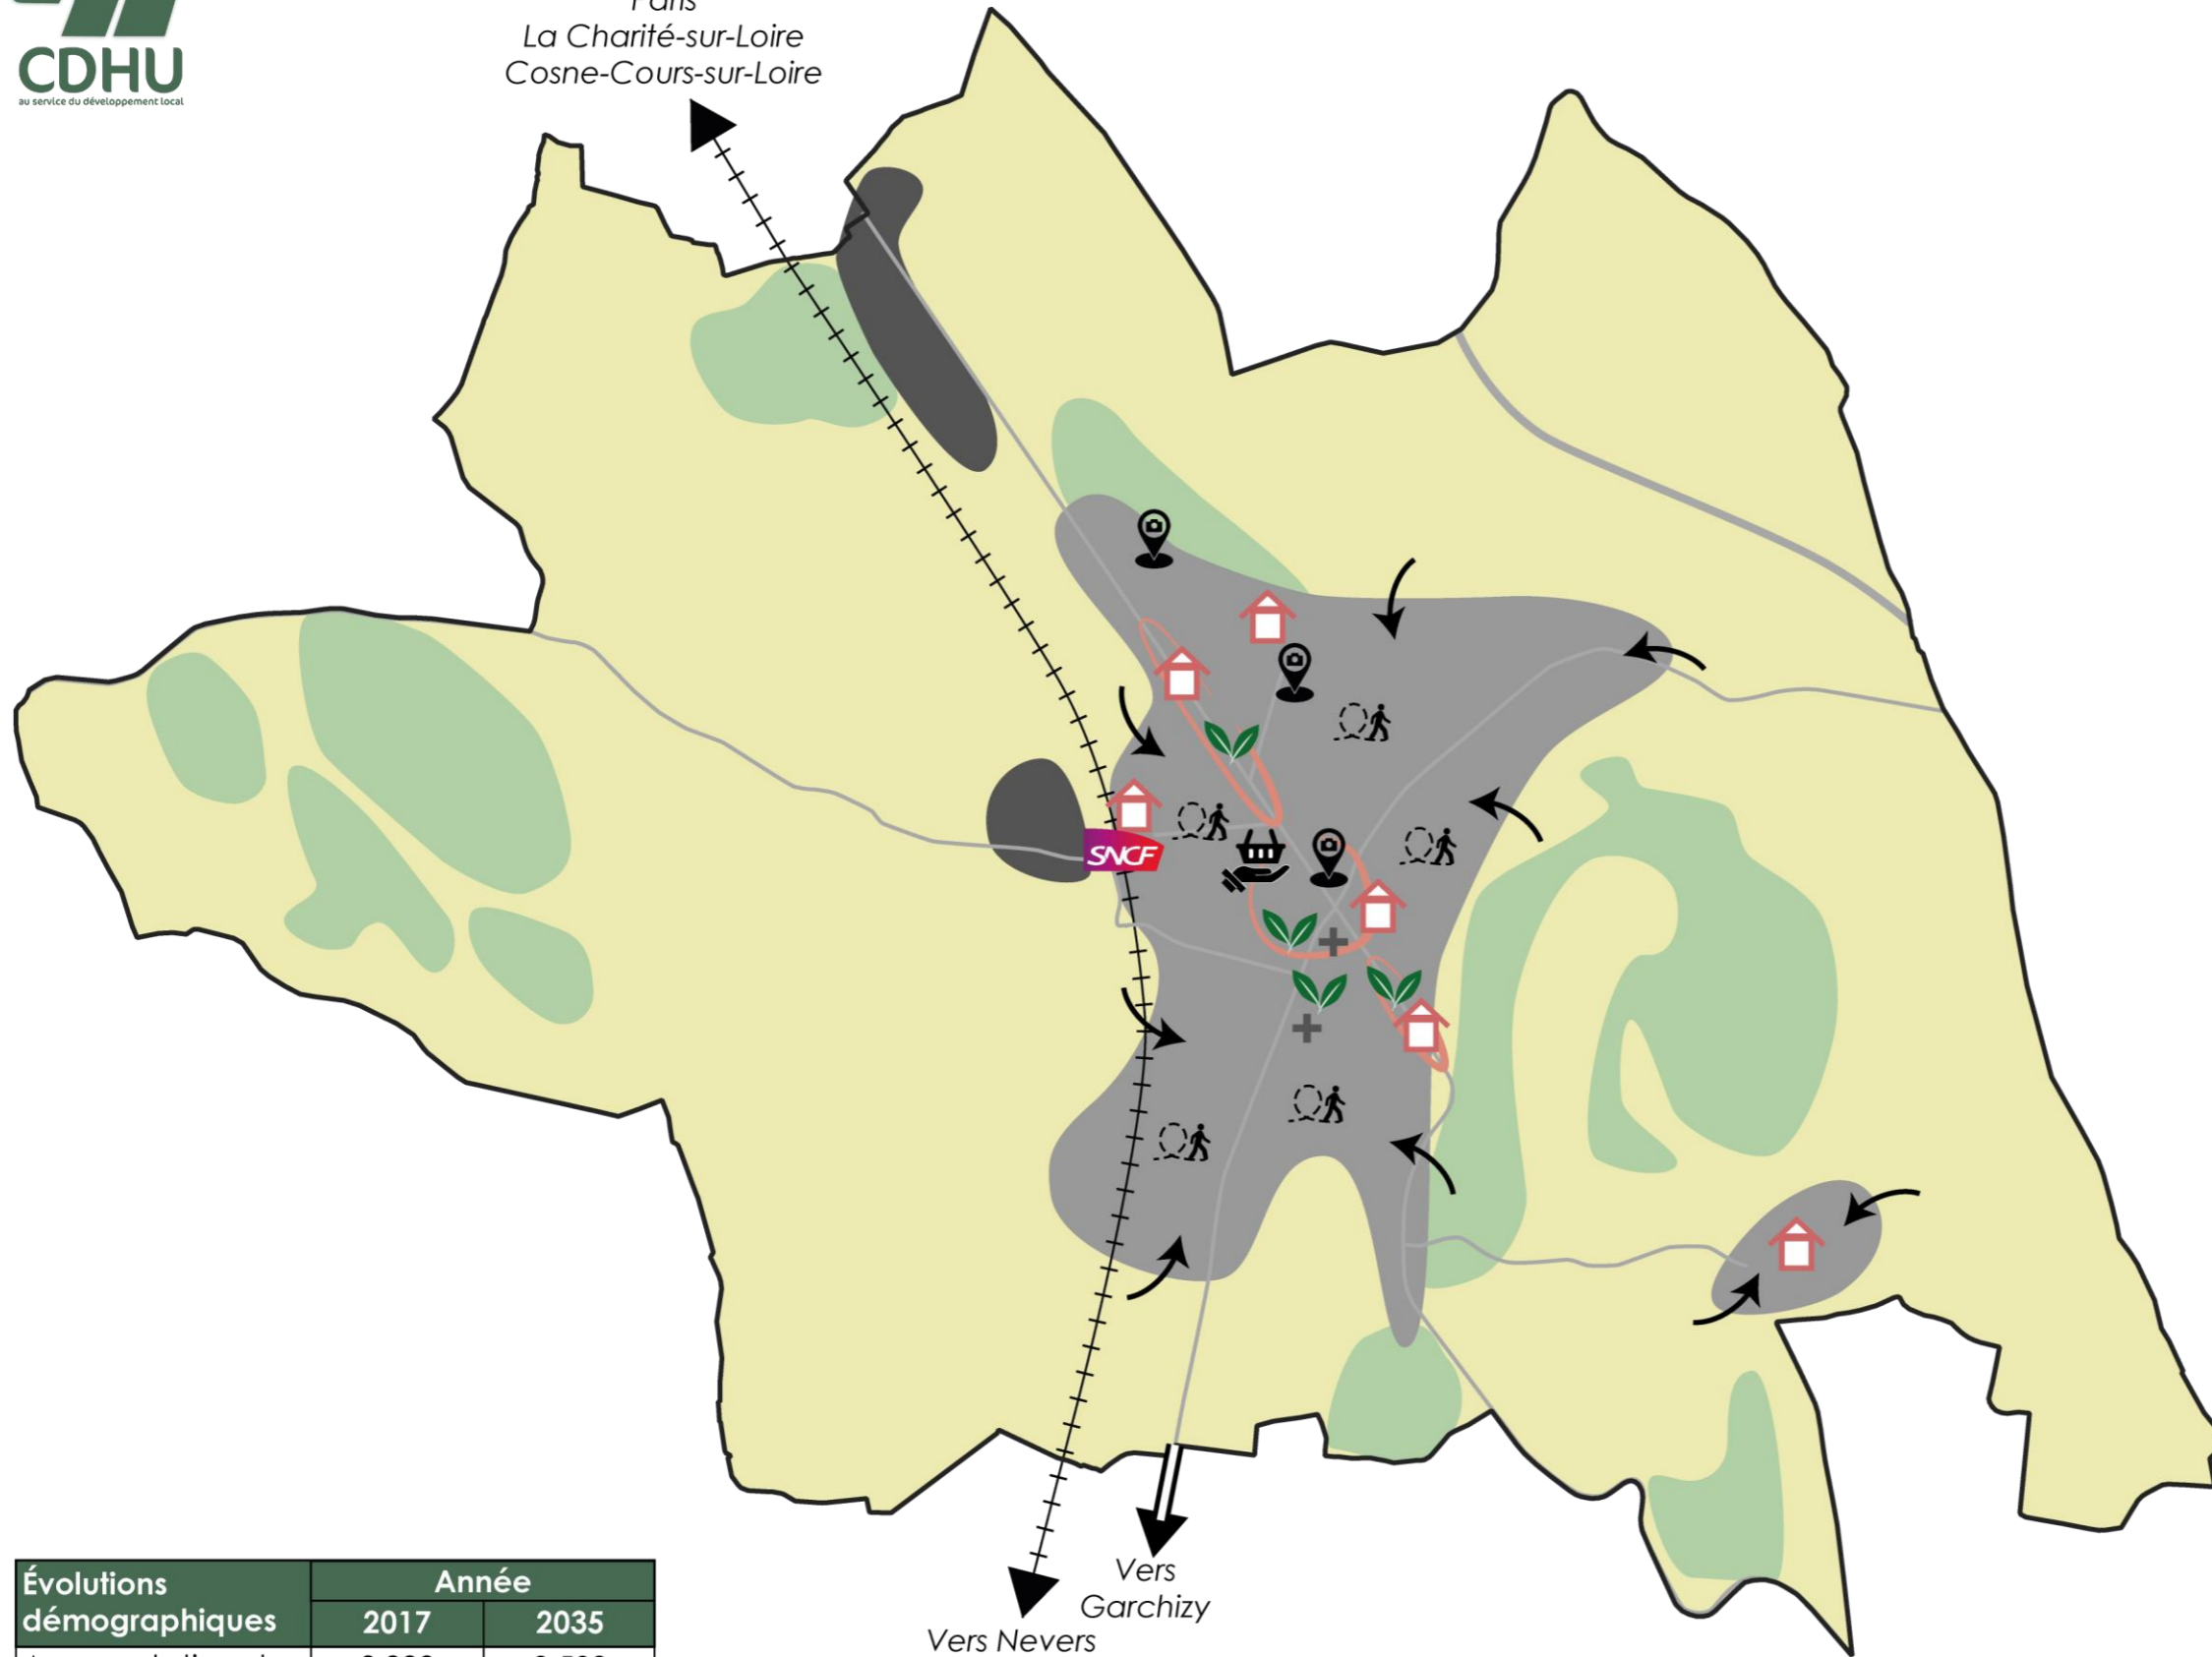 CDHU
au service du développement local
Paris
La Charité-sur-Loire
Cosne-Cours-sur-Loire
SNCF
Vers
Garchizy
Vers Nevers
Évolutions démographiques
Année
2017
2035